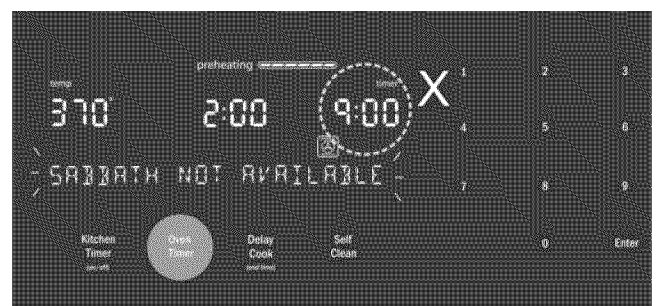 preheating
temp timer
370° 2:00 9:00 X
SABBATH NOT AVAILABLE
1 2 3
4 5 6
7 8 9
0 Enter
Kitchen Timer (on/off)
Oven Timer
Delay Cook (end time)
Self Clean